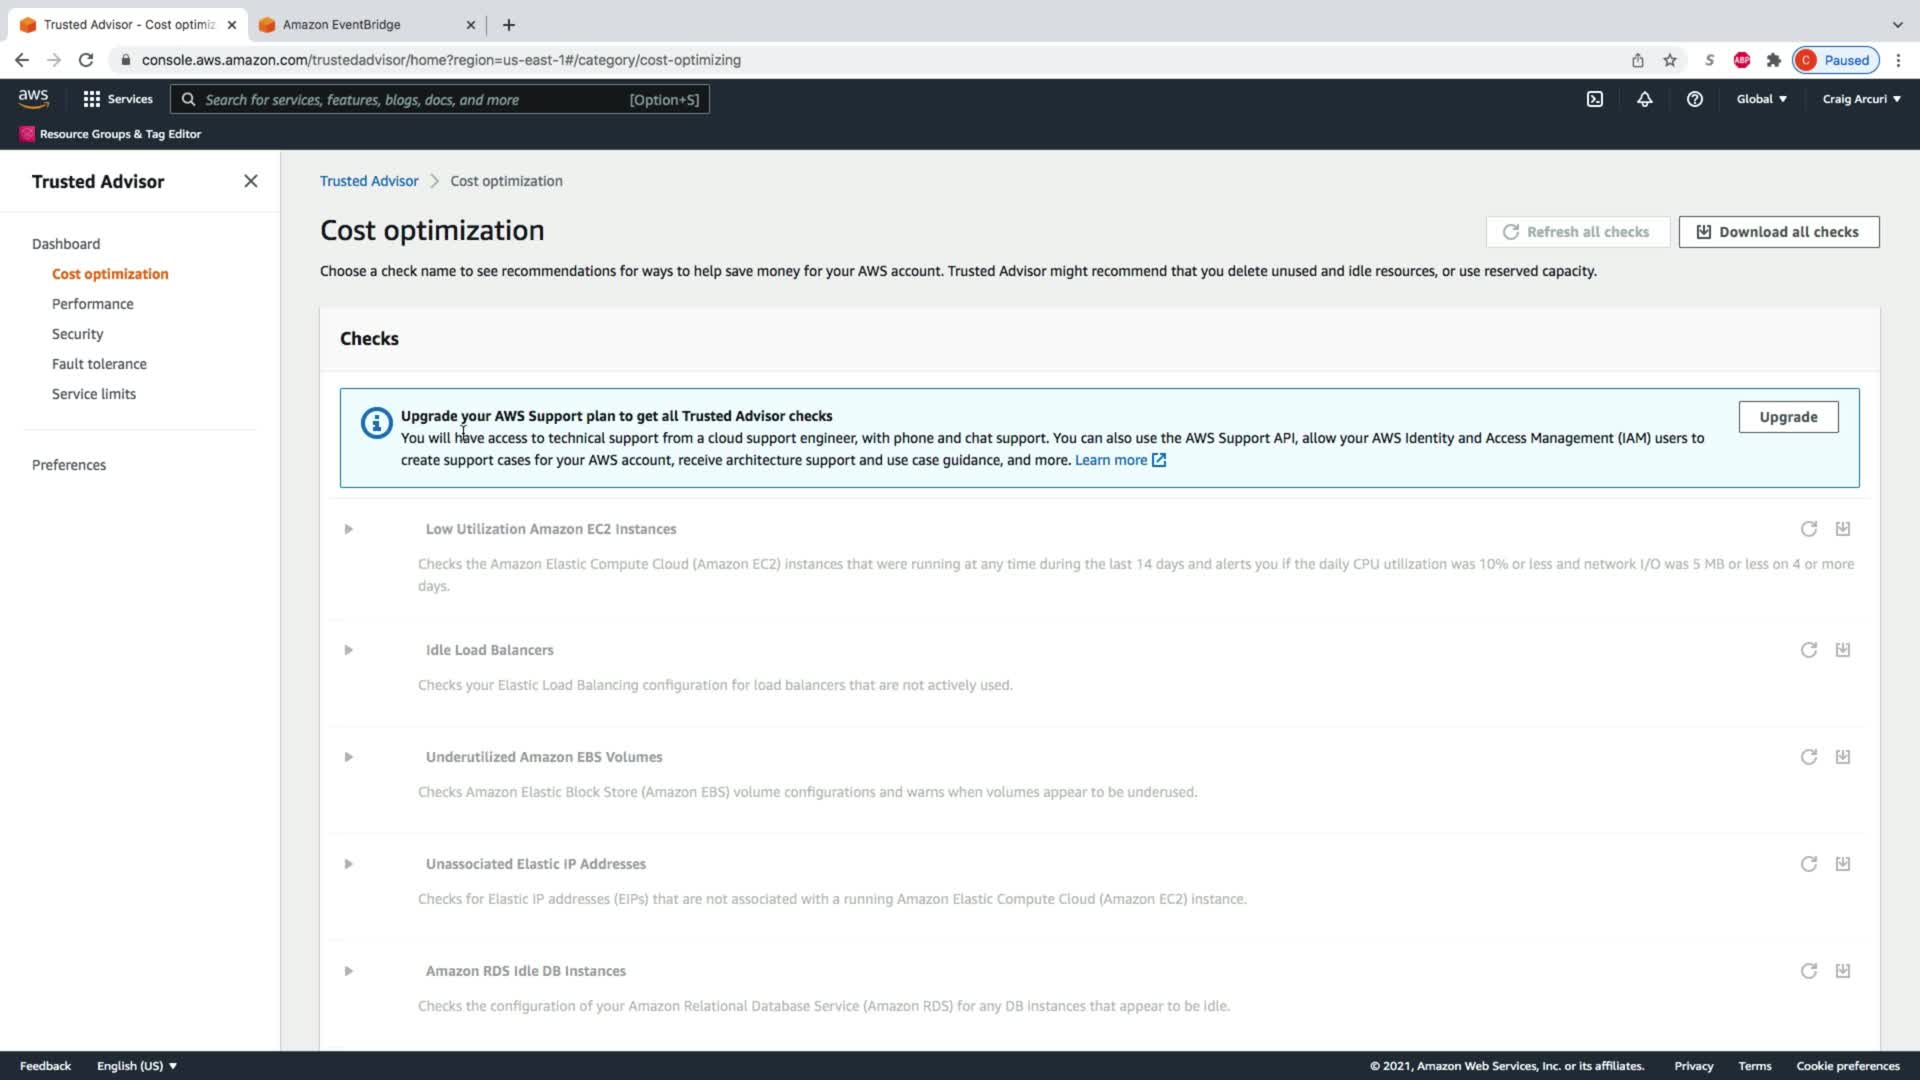 Trusted Advisor - Cost optimiz
Amazon EventBridge
console.aws.amazon.com/trustedadvisor/home?region=us-east-1#/category/cost-optimizing
S
ABP
C
Paused
aws
Services
Search for services, features, blogs, docs, and more
[Option+S]
Global
Craig Arcuri
Resource Groups & Tag Editor
Trusted Advisor
Dashboard
Cost optimization
Performance
Security
Fault tolerance
Service limits
Preferences
Trusted Advisor
Cost optimization
Cost optimization
Refresh all checks
Download all checks
Choose a check name to see recommendations for ways to help save money for your AWS account. Trusted Advisor might recommend that you delete unused and idle resources, or use reserved capacity.
Checks
Upgrade your AWS Support plan to get all Trusted Advisor checks
You will have access to technical support from a cloud support engineer, with phone and chat support. You can also use the AWS Support API, allow your AWS Identity and Access Management (IAM) users to
create support cases for your AWS account, receive architecture support and use case guidance, and more. Learn more
Upgrade
Low Utilization Amazon EC2 Instances
Checks the Amazon Elastic Compute Cloud (Amazon EC2) instances that were running at any time during the last 14 days and alerts you if the daily CPU utilization was 10% or less and network I/O was 5 MB or less on 4 or more
days.
Idle Load Balancers
Checks your Elastic Load Balancing configuration for load balancers that are not actively used.
Underutilized Amazon EBS Volumes
Checks Amazon Elastic Block Store (Amazon EBS) volume configurations and warns when volumes appear to be underused.
Unassociated Elastic IP Addresses
Checks for Elastic IP addresses (EIPs) that are not associated with a running Amazon Elastic Compute Cloud (Amazon EC2) instance.
Amazon RDS Idle DB Instances
Checks the configuration of your Amazon Relational Database Service (Amazon RDS) for any DB instances that appear to be idle.
Feedback
English (US)
© 2021, Amazon Web Services, Inc. or its affiliates.
Privacy
Terms
Cookie preferences